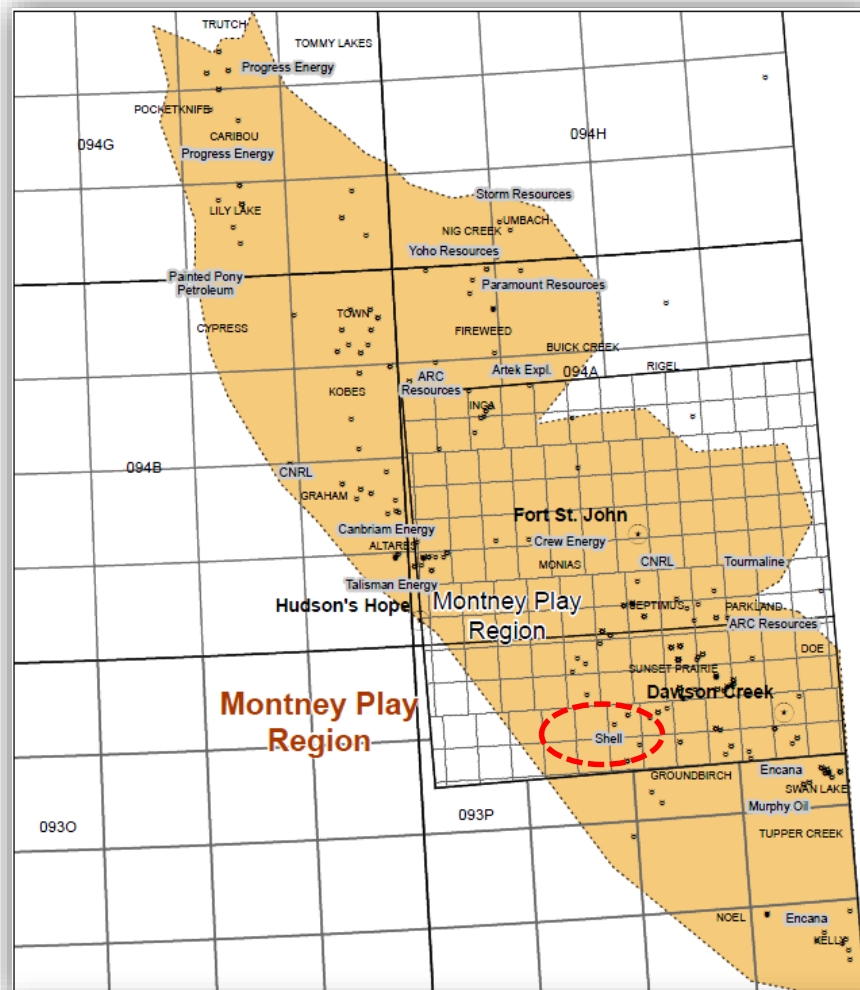 TRUTCH
TOMMY LAKES
Progress Energy
POCKETKNIFE
094H
CARIBOU
094G
Progress Energy
Storm Resources
LILY LAKE
UMBACH
NIG CREEK
Yoho Resources
Painted Pony
Petroleum
Paramount Resources
TOWN
CYPRESS
FIREWEED
BUICK CREEK
RIGEL
Artek Expl.
094A
ARC
Resources
KOBES
INGA
094B
CNRL
GRAHAM
Fort St. John
Canbriam Energy
Crew Energy
ALTARES
MONIAS
CNRL
Tourmaline
Talisman Energy
Hudson's Hope
Montney Play
Region
SEPTIMUS
PARKLAND
ARC Resources
DOE
SUNSET PRAIRIE
Dawson Creek
Montney Play
Region
Shell
GROUNDBIRCH
Encana
SWAN LAKE
Murphy Oil
093P
093O
TUPPER CREEK
NOEL
Encana
KELLY